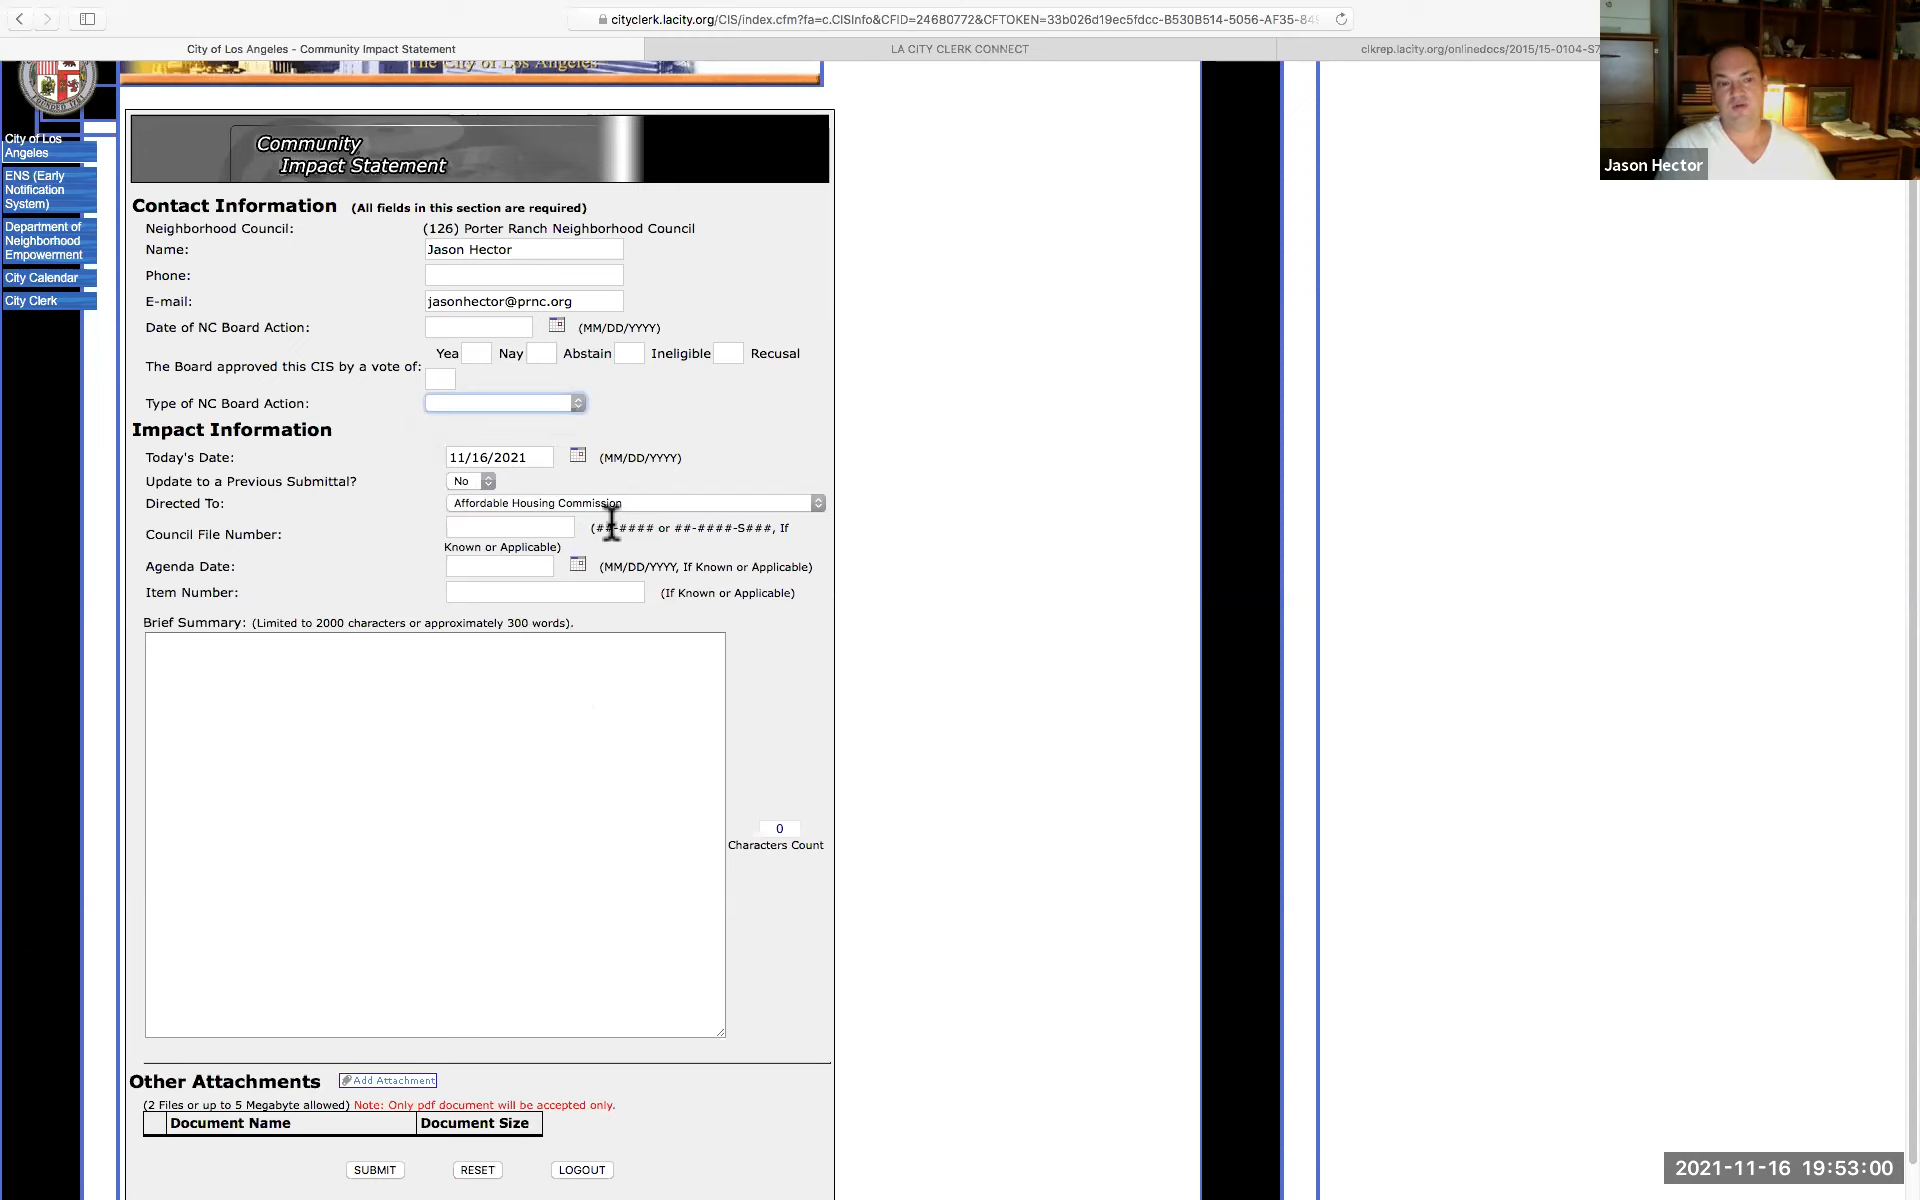 cityclerk.lacity.org/CIS/index.cfm?fa=c.CISInfo&CFID=24680772&CFTOKEN=33b026d19ec5fdcc-B530B514-5056-AF35-
City of Los Angeles - Community Impact Statement
LA CITY CLERK CONNECT
clkrep.lacity.org/onlinedocs/2015/15-0104-S7
The City of Los Angeles
Jason Hector
City of Los
Angeles
ENS (Early
Notification
System)
Department of
Neighborhood
Empowerment
City Calendar
City Clerk
Community
Impact Statement
Contact Information (All fields in this section are required)
Neighborhood Council: (126) Porter Ranch Neighborhood Council
Name: Jason Hector
Phone:
E-mail: jasonhector@prnc.org
Date of NC Board Action: (MM/DD/YYYY)
Yea Nay Abstain Ineligible Recusal
The Board approved this CIS by a vote of:
Type of NC Board Action:
Impact Information
Today's Date: 11/16/2021 (MM/DD/YYYY)
Update to a Previous Submittal? No
Directed To: Affordable Housing Commission
Council File Number: (##-#### or ##-####-S###, If
Known or Applicable)
Agenda Date: (MM/DD/YYYY, If Known or Applicable)
Item Number: (If Known or Applicable)
Brief Summary: (Limited to 2000 characters or approximately 300 words).
0
Characters Count
Other Attachments Add Attachment
(2 Files or up to 5 Megabyte allowed) Note: Only pdf document will be accepted only.
Document Name Document Size
SUBMIT RESET LOGOUT
2021-11-16 19:53:00